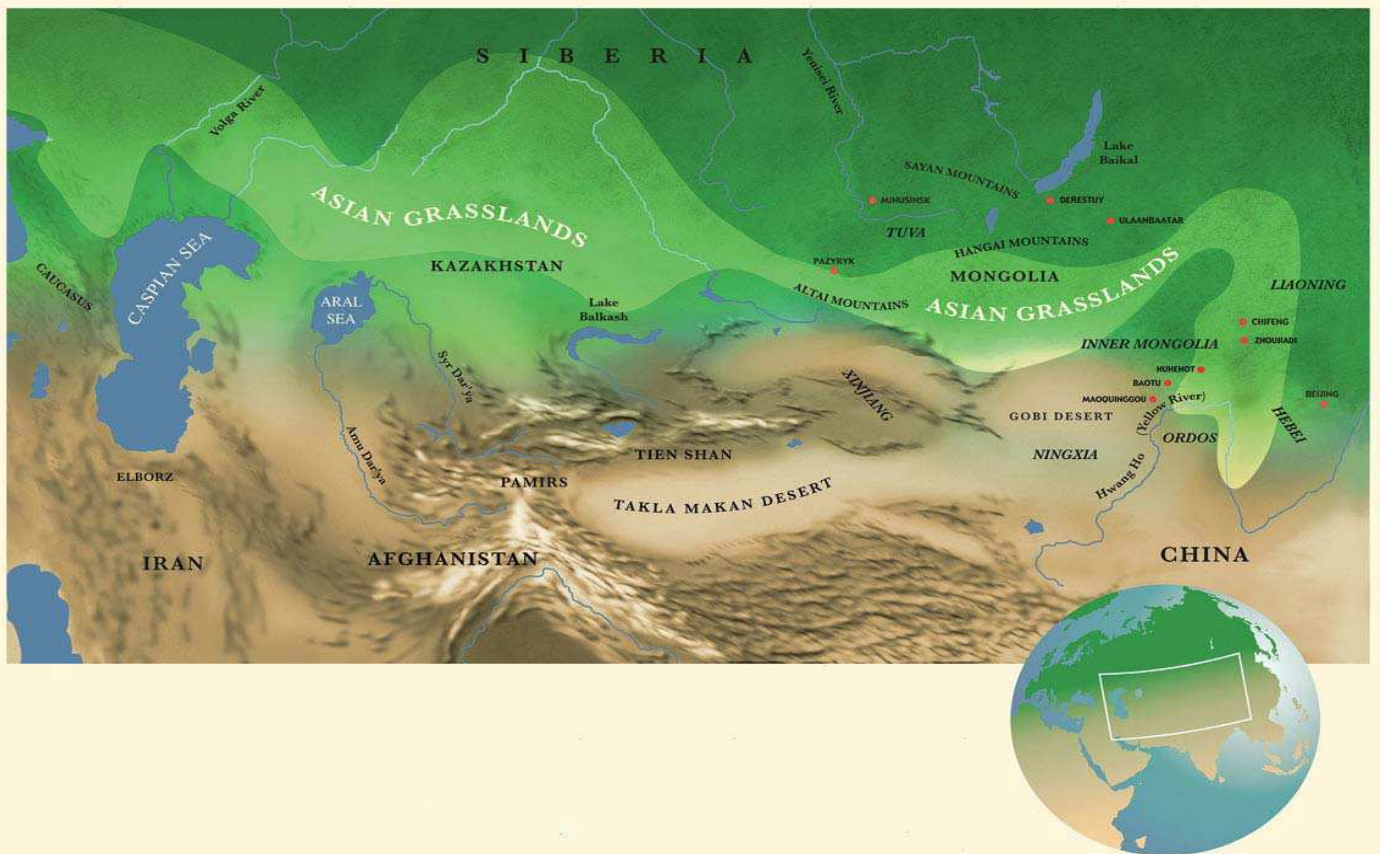 SIBERIA
Volga River
Yenisei River
Lake
Baikal
SAYAN MOUNTAINS
MINUSINSK
DERESTUY
ULAANBAATAR
TUVA
HANGAI MOUNTAINS
ASIAN GRASSLANDS
PAZYRYK
KAZAKHSTAN
MONGOLIA
ALTAI MOUNTAINS
ASIAN GRASSLANDS
LIAONING
CAUCASUS
CASPIAN SEA
ARAL
SEA
Lake
Balkash
CHIFENG
ZHOUJIADI
INNER MONGOLIA
HUHEHOT
BAOTU
MAOQUINGGOU
BEIJING
Syr Dar'ya
XINJIANG
GOBI DESERT
(Yellow River)
ORDOS
HEBEI
Amu Dar'ya
TIEN SHAN
NINGXIA
Hwang Ho
ELBORZ
PAMIRS
TAKLA MAKAN DESERT
IRAN
AFGHANISTAN
CHINA